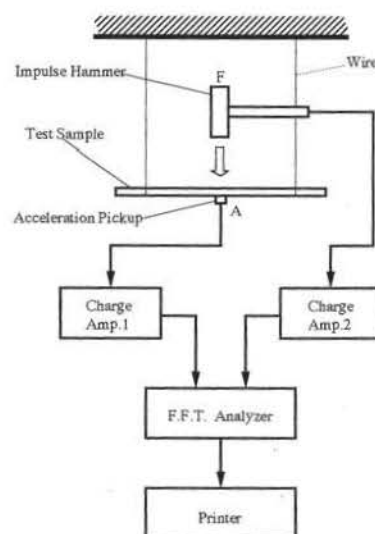 Impulse Hammer
F
Wire
Test Sample
Acceleration Pickup
A
Charge
Amp.1
Charge
Amp.2
F.F.T. Analyzer
Printer